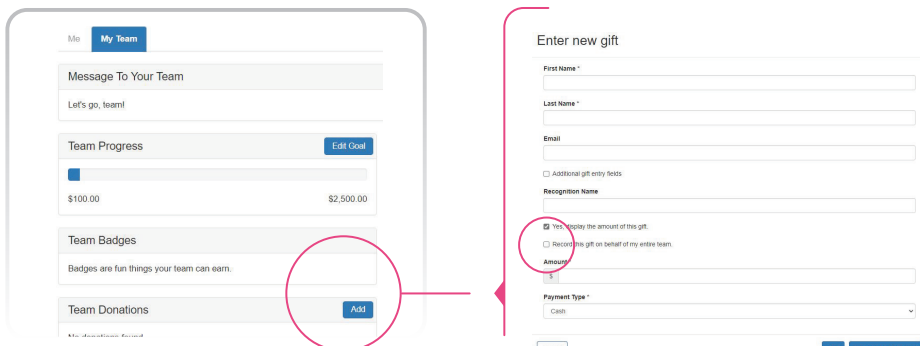 Me My Team
Message To Your Team
Let's go, team!
Team Progress Edit Goal
$100.00 $2,500.00
Team Badges
Badges are fun things your team can earn.
Team Donations Add
No donations found
Enter new gift
First Name *
Last Name *
Email
Additional gift entry fields
Recognition Name
Yes, display the amount of this gift.
Record this gift on behalf of my entire team.
Amount
$
Payment Type *
Cash